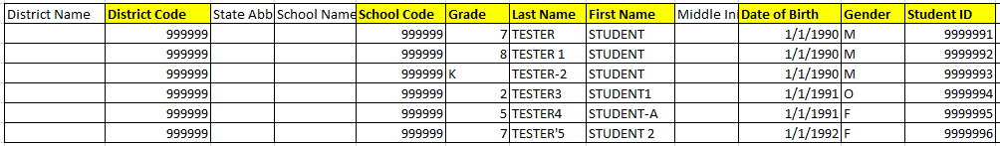 District Name District Code State Abb School Name School Code Grade Last Name First Name Middle Ini Date of Birth Gender Student ID
999999 999999 7 TESTER STUDENT 1/1/1990 M 9999991
999999 999999 8 TESTER 1 STUDENT 1/1/1990 M 9999992
999999 999999 K TESTER-2 STUDENT 1/1/1990 M 9999993
999999 999999 2 TESTER3 STUDENT1 1/1/1991 O 9999994
999999 999999 5 TESTER4 STUDENT-A 1/1/1991 F 9999995
999999 999999 7 TESTER'5 STUDENT 2 1/1/1992 F 9999996